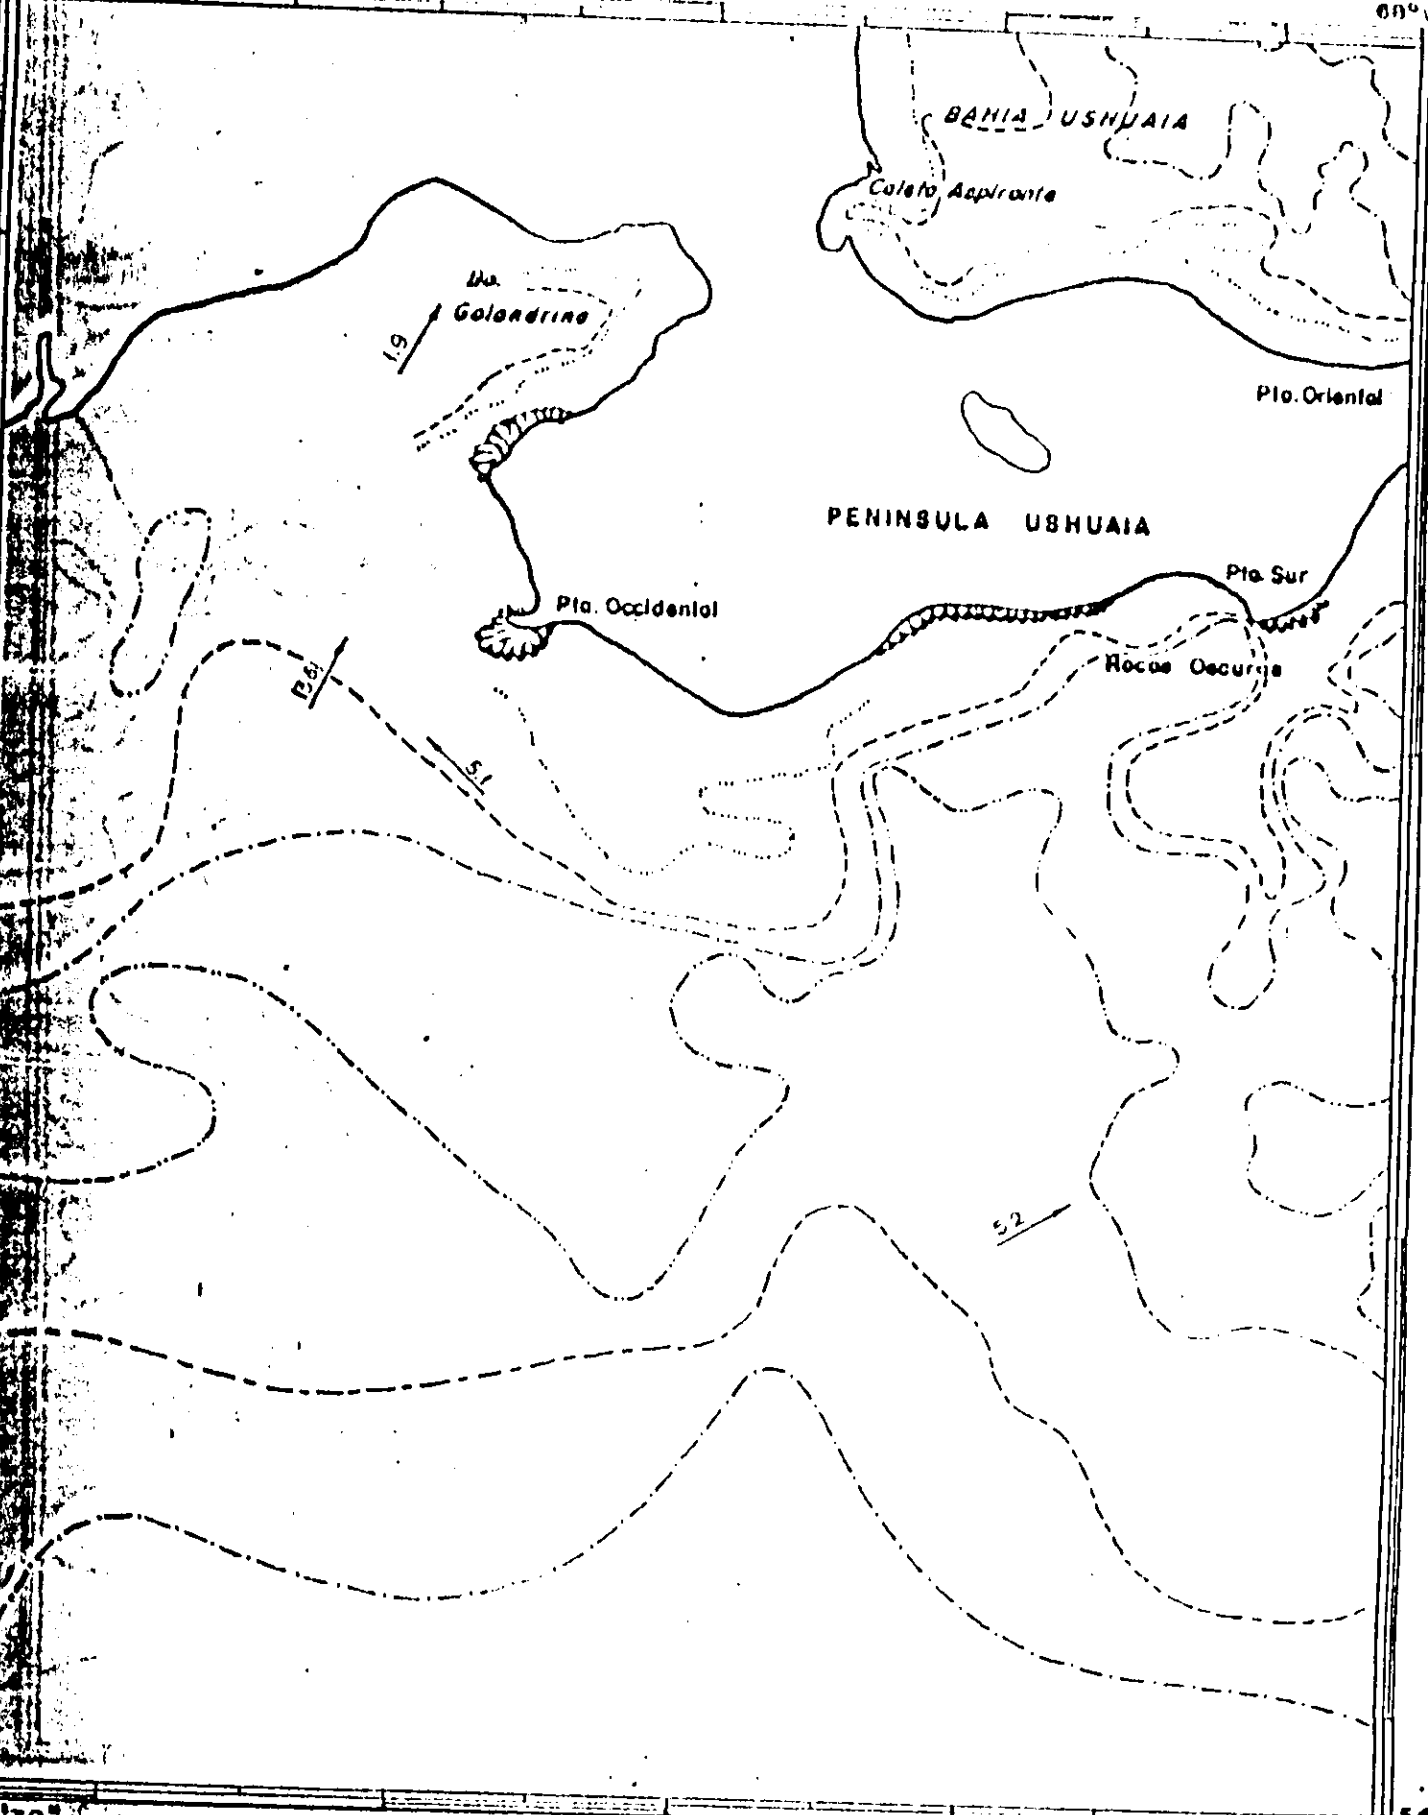 BAHIA USHUAIA
Caleta Aspirante
Golondrina
1.9
Pta. Oriental
PENINSULA USHUAIA
Pta. Sur
Pta. Occidental
Rocas Oscuras
5.1
5.2